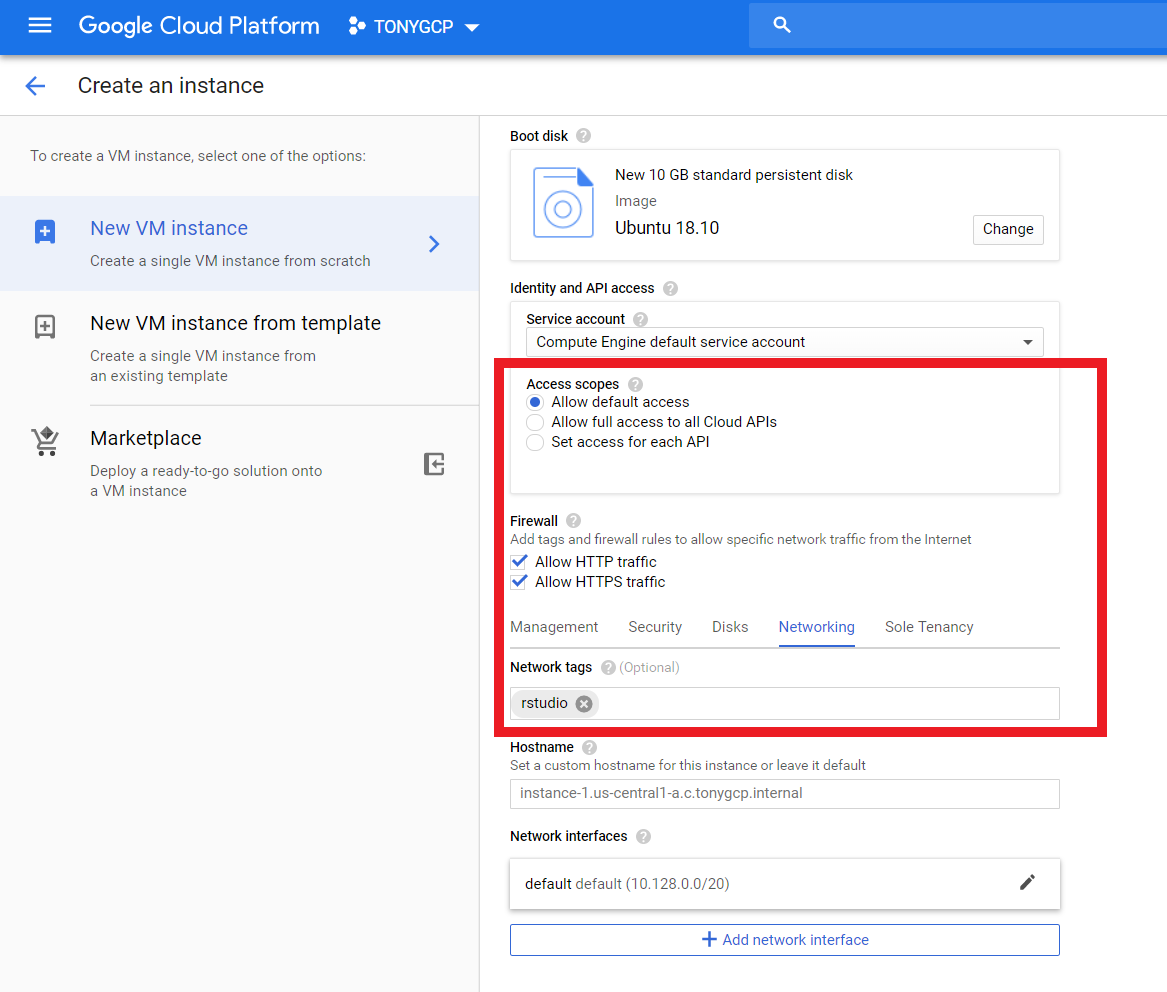 Google Cloud Platform
TONYGCP
Create an instance
To create a VM instance, select one of the options:
New VM instance
Create a single VM instance from scratch
New VM instance from template
Create a single VM instance from
an existing template
Marketplace
Deploy a ready-to-go solution onto
a VM instance
Boot disk ?
New 10 GB standard persistent disk
Image
Ubuntu 18.10
Change
Identity and API access ?
Service account ?
Compute Engine default service account
Access scopes ?
Allow default access
Allow full access to all Cloud APIs
Set access for each API
Firewall ?
Add tags and firewall rules to allow specific network traffic from the Internet
Allow HTTP traffic
Allow HTTPS traffic
Management Security Disks Networking Sole Tenancy
Network tags ? (Optional)
rstudio
Hostname ?
Set a custom hostname for this instance or leave it default
instance-1.us-central1-a.c.tonygcp.internal
Network interfaces ?
default default (10.128.0.0/20)
+ Add network interface